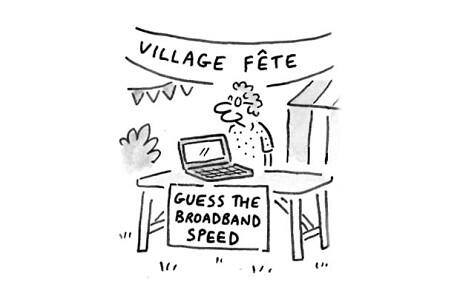 VILLAGE FÊTE
GUESS THE
BROADBAND
SPEED